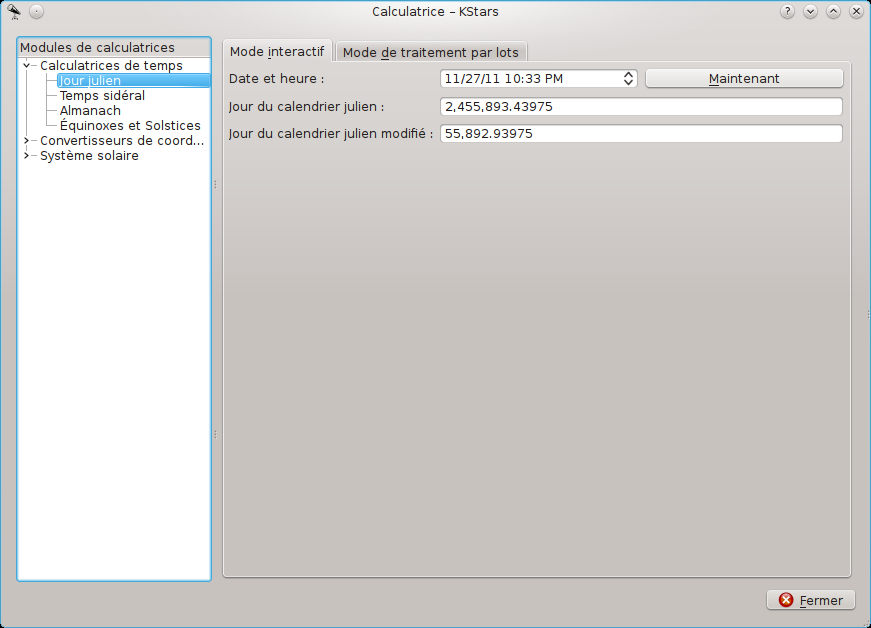 Calculatrice – KStars
Modules de calculatrices
Calculatrices de temps
Jour julien
Temps sidéral
Almanach
Équinoxes et Solstices
Convertisseurs de coord...
Système solaire
Mode interactif
Mode de traitement par lots
Date et heure :
11/27/11 10:33 PM
Maintenant
Jour du calendrier julien :
2,455,893.43975
Jour du calendrier julien modifié :
55,892.93975
Fermer